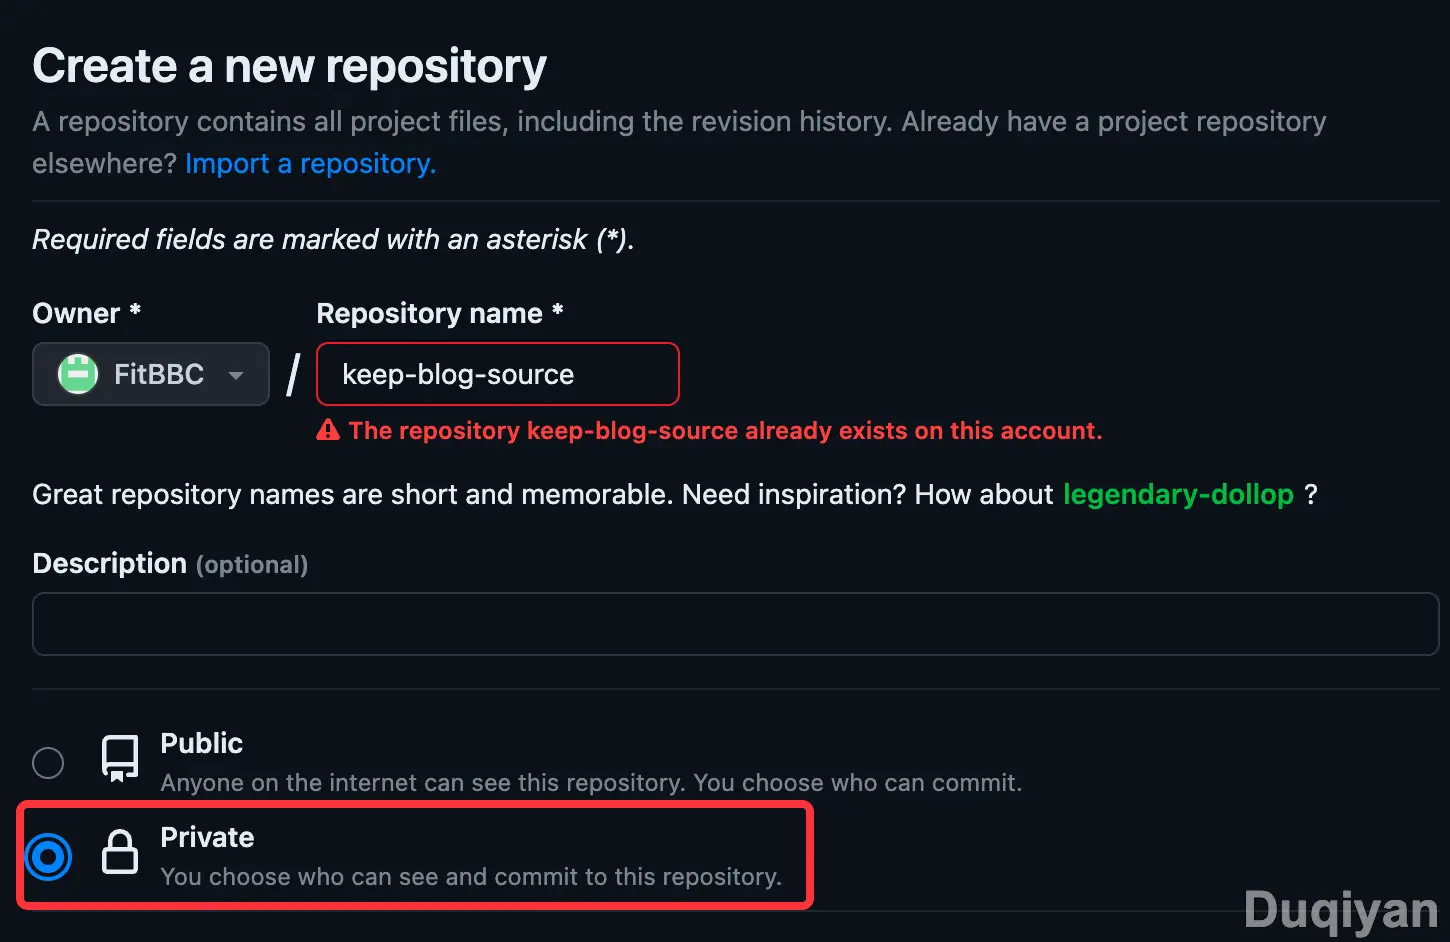 Create a new repository
A repository contains all project files, including the revision history. Already have a project repository
elsewhere? Import a repository.
Required fields are marked with an asterisk (*).
Owner * Repository name *
FitBBC / keep-blog-source
The repository keep-blog-source already exists on this account.
Great repository names are short and memorable. Need inspiration? How about legendary-dollop ?
Description (optional)
Public
Anyone on the internet can see this repository. You choose who can commit.
Private
You choose who can see and commit to this repository.
Duqiyan